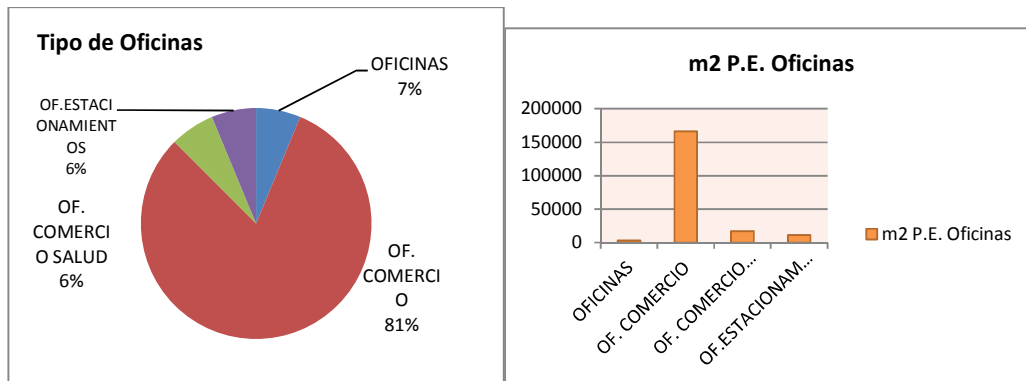 Tipo de Oficinas
OFICINAS
7%
OF.ESTACI
ONAMIENT
OS
6%
OF.
COMERCI
O SALUD
6%
OF.
COMERCI
O
81%
m2 P.E. Oficinas
200000
150000
100000
50000
0
OFICINAS
OF. COMERCIO
OF. COMERCIO...
OF.ESTACIONAM...
m2 P.E. Oficinas